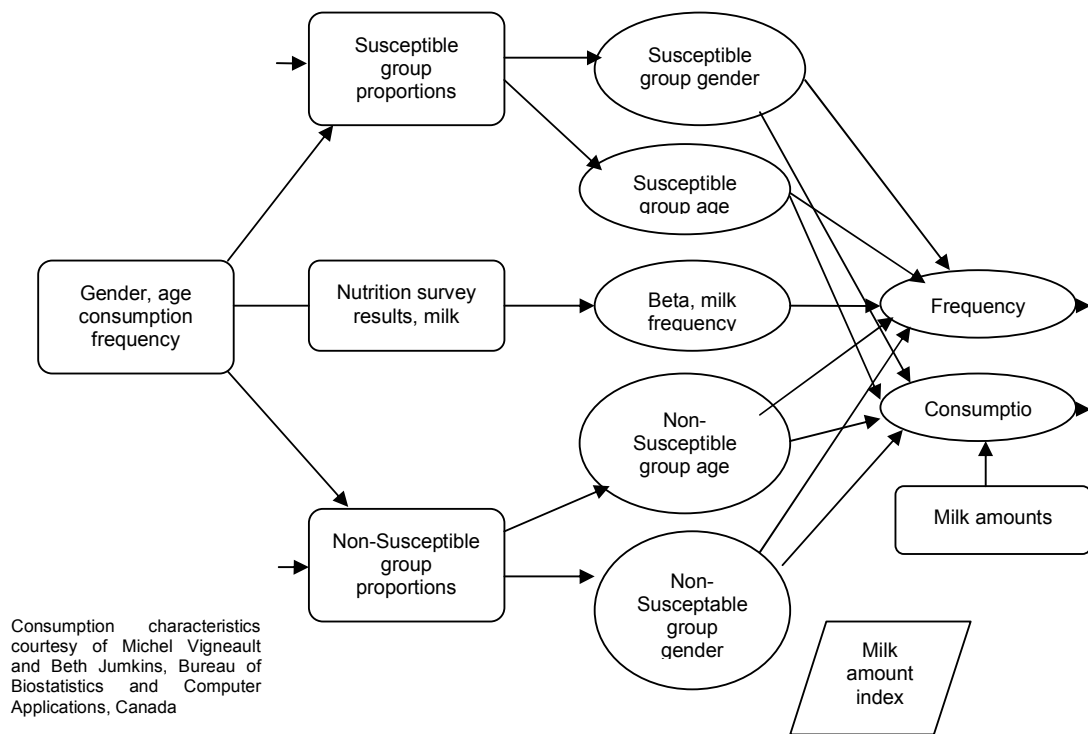 Susceptible
group
proportions
Susceptible
group gender
Susceptible
group age
Gender, age
consumption
frequency
Nutrition survey
results, milk
Beta, milk
frequency
Frequency
Non-
Susceptible
group age
Consumptio
Milk amounts
Non-Susceptible
group
proportions
Non-
Susceptable
group
gender
Milk
amount
index
Consumption characteristics
courtesy of Michel Vigneault
and Beth Jumkins, Bureau of
Biostatistics and Computer
Applications, Canada